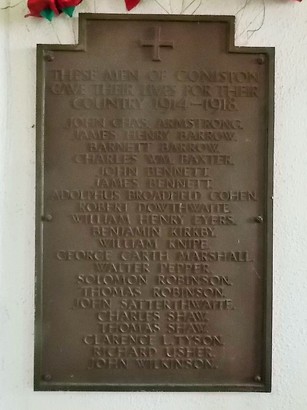 THESE MEN OF CONISTON
GAVE THEIR LIVES FOR THEIR
COUNTRY 1914-1918
JOHN CHAS. ARMSTRONG.
JAMES HENRY BARROW.
BARNETT BARROW.
CHARLES WM. BAXTER.
JOHN BENNETT.
JAMES BENNETT.
ADOLPHUS BROADFIELD COHEN.
ROBERT DOWTHWAITE.
WILLIAM HENRY EYERS.
BENJAMIN KIRKBY.
WILLIAM KNIPE.
GEORGE GARTH MARSHALL.
WALTER PEPPER.
SOLOMON ROBINSON.
THOMAS ROBINSON.
JOHN SATTERTHWAITE.
CHARLES SHAW.
THOMAS SHAW.
CLARENCE L. TYSON.
RICHARD USHER.
JOHN WILKINSON.